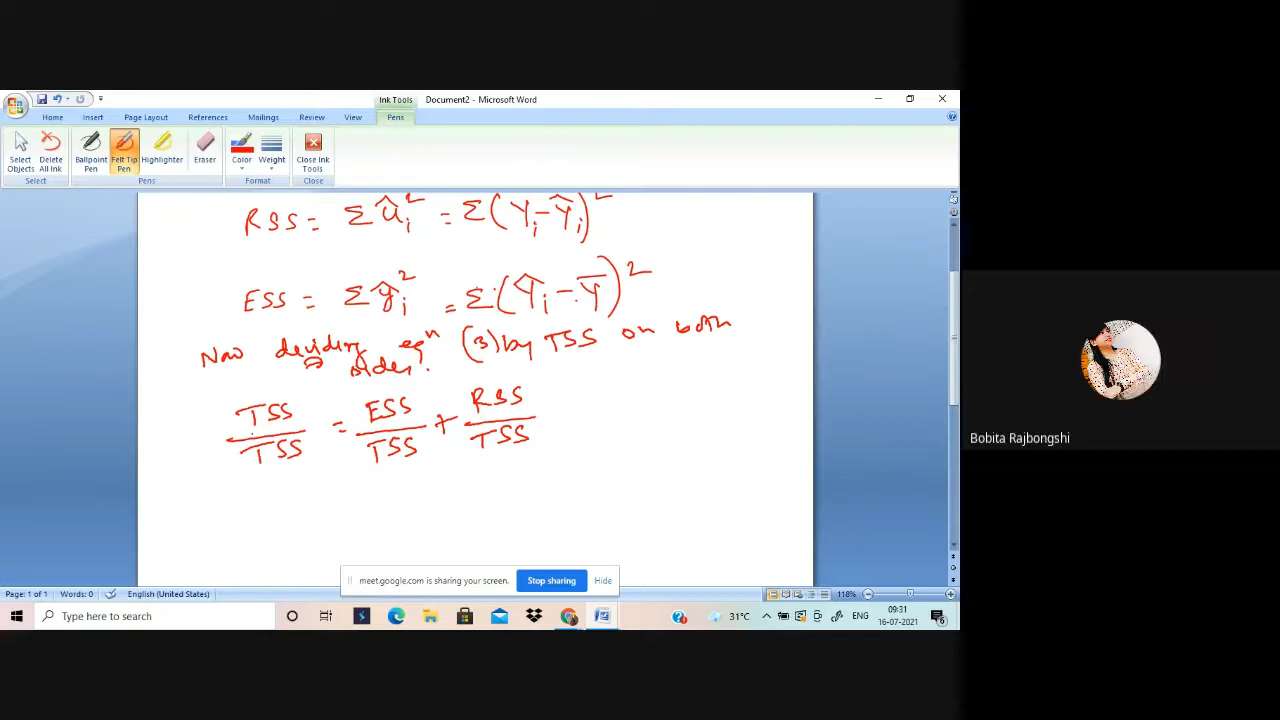 Ink Tools
Document2 - Microsoft Word
Home Insert Page Layout References Mailings Review View Pens
Select Objects
Delete All Ink
Ballpoint Pen
Felt Tip Pen
Highlighter
Eraser
Color
Weight
Close Ink Tools
Select
Pens
Format
Close
RSS = Σûᵢ² = Σ(Yᵢ-Ŷᵢ)²
ESS = Σŷᵢ² = Σ(Ŷᵢ-Ȳ)²
Now dividing eqⁿ (3) by TSS on both
sides.
⇒
TSS/TSS = ESS/TSS + RSS/TSS
Bobita Rajbongshi
meet.google.com is sharing your screen. Stop sharing Hide
Page: 1 of 1 Words: 0 English (United States) 118%
Type here to search
31°C ENG
09:31
16-07-2021
6